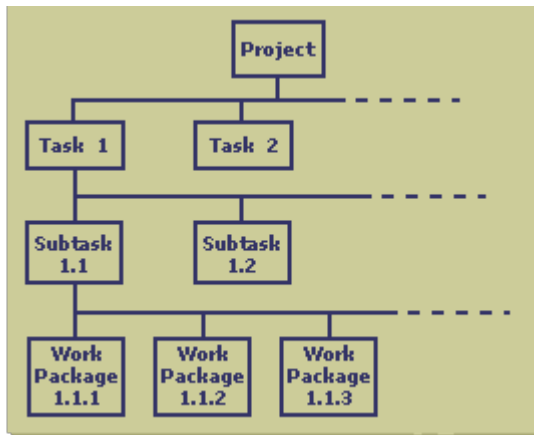 Project
Task 1
Task 2
Subtask
1.1
Subtask
1.2
Work
Package
1.1.1
Work
Package
1.1.2
Work
Package
1.1.3